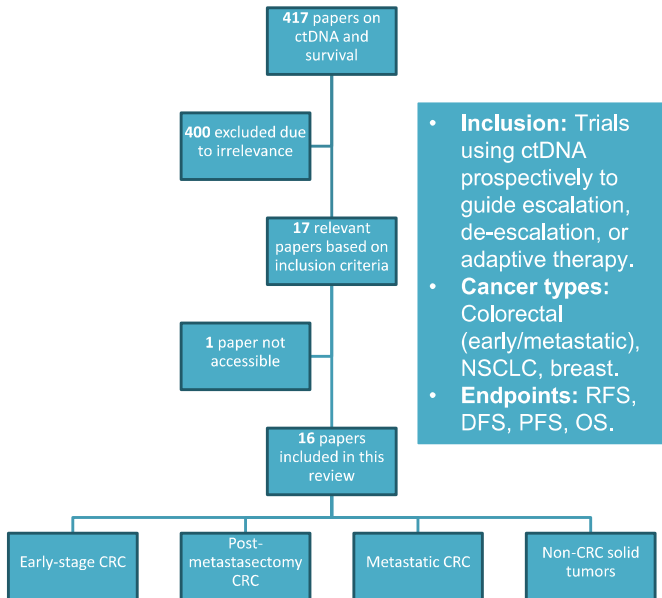 417 papers on
ctDNA and
survival
400 excluded due
to irrelevance
17 relevant
papers based on
inclusion criteria
1 paper not
accessible
16 papers
included in this
review
• Inclusion: Trials
using ctDNA
prospectively to
guide escalation,
de-escalation, or
adaptive therapy.
• Cancer types:
Colorectal
(early/metastatic),
NSCLC, breast.
• Endpoints: RFS,
DFS, PFS, OS.
Early-stage CRC
Post-
metastasectomy
CRC
Metastatic CRC
Non-CRC solid
tumors